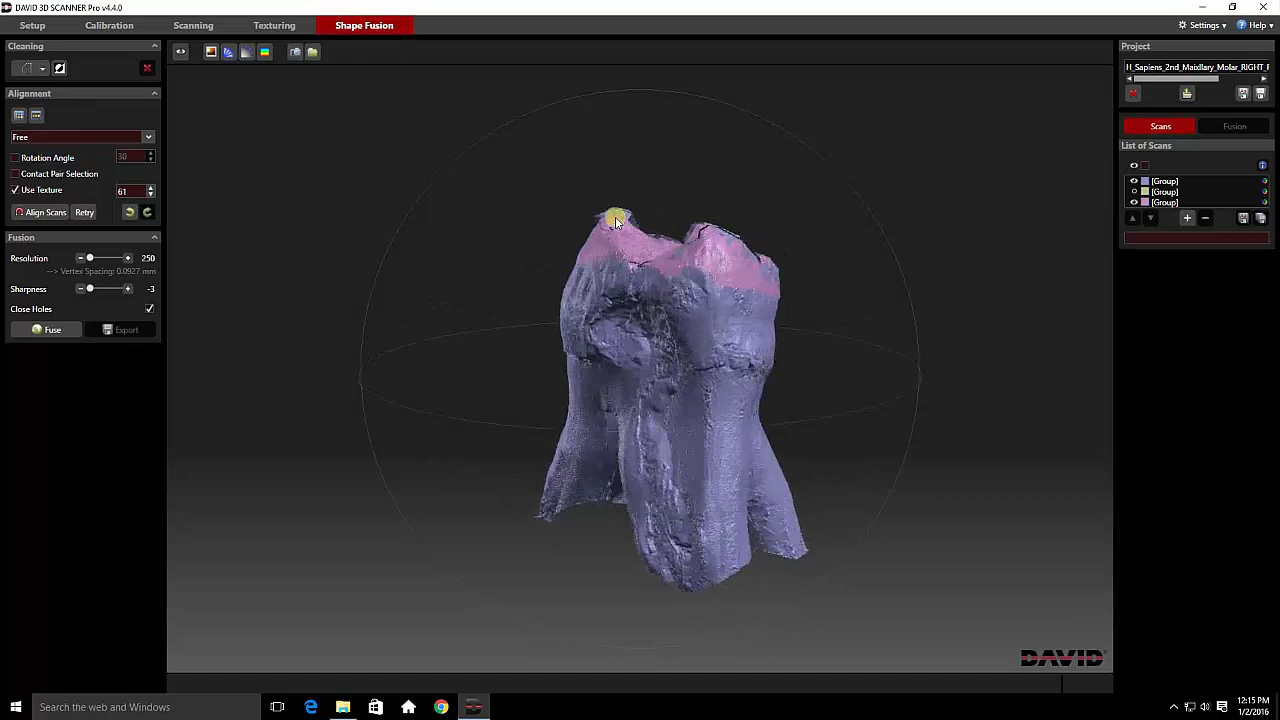 DAVID 3D SCANNER Pro v4.4.0
Setup Calibration Scanning Texturing Shape Fusion Settings Help
Cleaning
Alignment
Free
Rotation Angle 30
Contact Pair Selection
Use Texture 61
Align Scans Retry
Fusion
Resolution 250
--> Vertex Spacing: 0.0927 mm
Sharpness -3
Close Holes
Fuse Export
Project
H_Sapiens_2nd_Maixllary_Molar_RIGHT_
Scans Fusion
List of Scans
[Group]
[Group]
[Group]
DAVID
Search the web and Windows
12:15 PM
1/2/2016